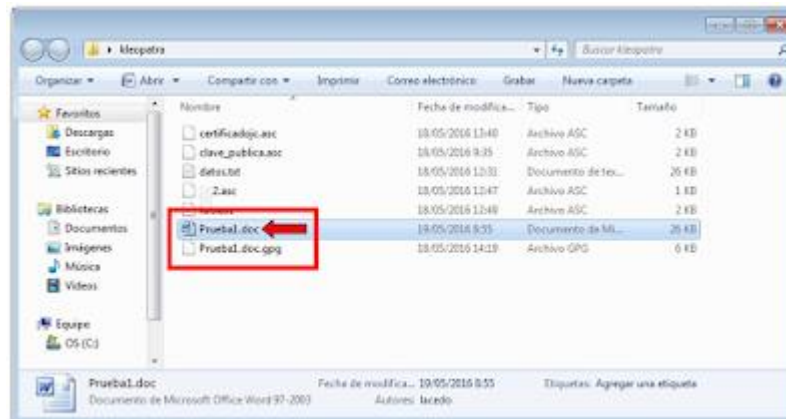 kleopatra
Buscar kleopatra
Organizar Abrir Compartir con Imprimir Correo electrónico Grabar Nueva carpeta
Favoritos
Descargas
Escritorio
Sitios recientes
Bibliotecas
Documentos
Imágenes
Música
Videos
Equipo
OS (C:)
Nombre Fecha de modifica... Tipo Tamaño
certificadojc.asc 18/05/2016 13:40 Archivo ASC 2 KB
clave_publica.asc 18/05/2016 9:35 Archivo ASC 2 KB
datos.txt 18/05/2016 12:31 Documento de tex... 26 KB
2.asc 18/05/2016 12:47 Archivo ASC 1 KB
18/05/2016 12:49 Archivo ASC 2 KB
Prueba1.doc 19/05/2016 8:55 Documento de Mi... 26 KB
Prueba1.doc.gpg 18/05/2016 14:19 Archivo GPG 6 KB
Prueba1.doc Fecha de modifica... 19/05/2016 8:55 Etiquetas: Agregar una etiqueta
Documento de Microsoft Office Word 97-2003 Autores: lacedo